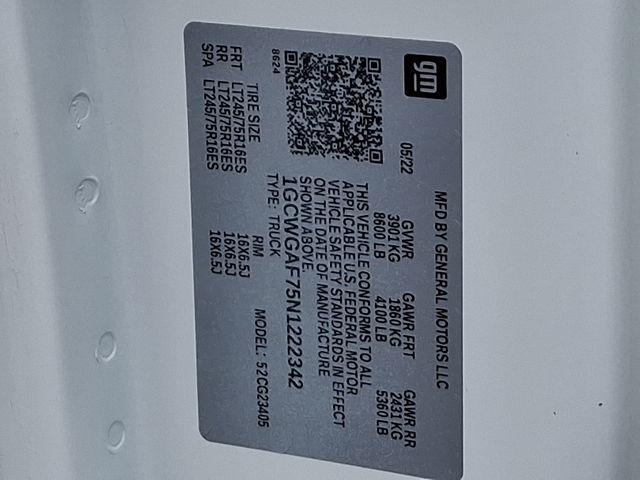 gm
MFD BY GENERAL MOTORS LLC
05/22
GVWR GAWR FRT GAWR RR
3901 KG 1860 KG 2431 KG
8600 LB 4100 LB 5360 LB
THIS VEHICLE CONFORMS TO ALL
APPLICABLE U.S. FEDERAL MOTOR
VEHICLE SAFETY STANDARDS IN EFFECT
ON THE DATE OF MANUFACTURE
SHOWN ABOVE.
1GCWGAF75N1222342
TYPE: TRUCK
8624
MODEL: 52CG23405
TIRE SIZE RIM
FRT LT245/75R16ES 16X6.5J
RR LT245/75R16ES 16X6.5J
SPA LT245/75R16ES 16X6.5J